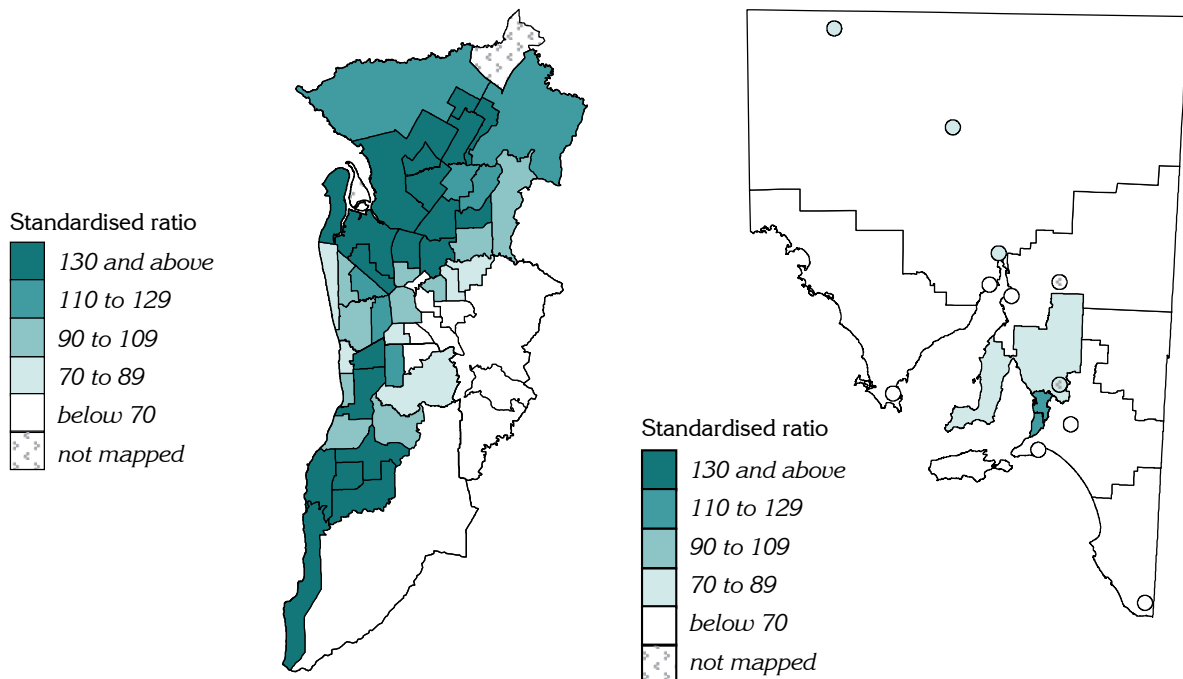 Standardised ratio
130 and above
110 to 129
90 to 109
70 to 89
below 70
not mapped
Standardised ratio
130 and above
110 to 129
90 to 109
70 to 89
below 70
not mapped